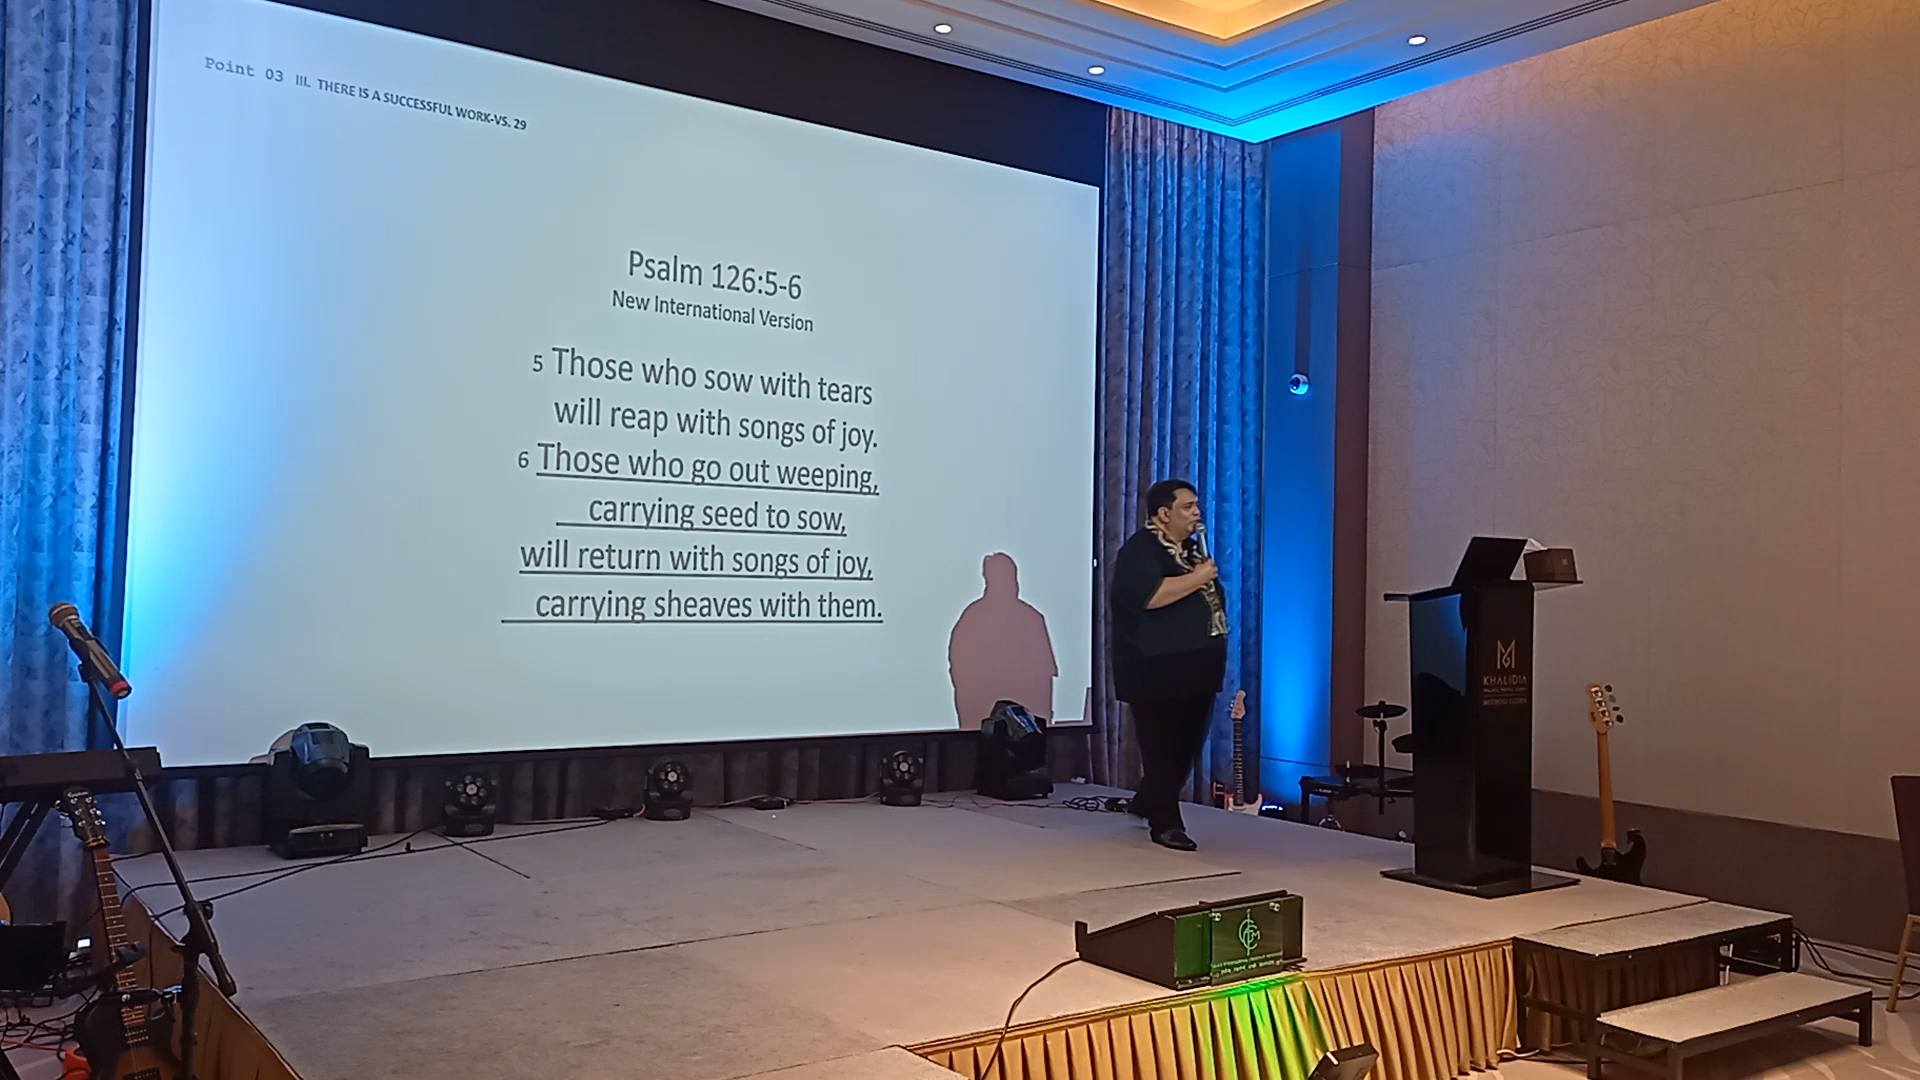 Point 03 III. THERE IS A SUCCESSFUL WORK-VS. 29
Psalm 126:5-6
New International Version
5 Those who sow with tears
will reap with songs of joy.
6 Those who go out weeping,
carrying seed to sow,
will return with songs of joy,
carrying sheaves with them.
M
KHALIDIA